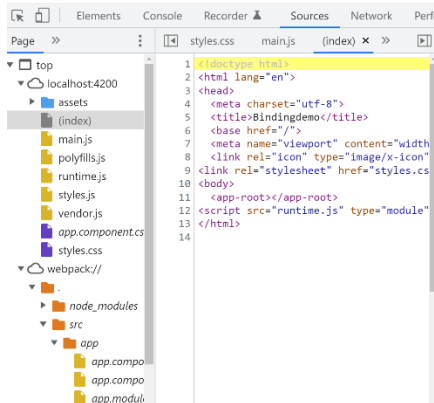 Elements Console Recorder Sources Network Perf
Page » styles.css main.js (index) × »
top
localhost:4200
assets
(index)
main.js
polyfills.js
runtime.js
styles.js
vendor.js
app.component.cs
styles.css
webpack://
.
node_modules
src
app
app.compo
app.compo
app.modul
1 <!doctype html>
2 <html lang="en">
3 <head>
4 <meta charset="utf-8">
5 <title>Bindingdemo</title>
6 <base href="/">
7 <meta name="viewport" content="width
8 <link rel="icon" type="image/x-icon"
9 <link rel="stylesheet" href="styles.cs
10 <body>
11 <app-root></app-root>
12 <script src="runtime.js" type="module"
13 </html>
14